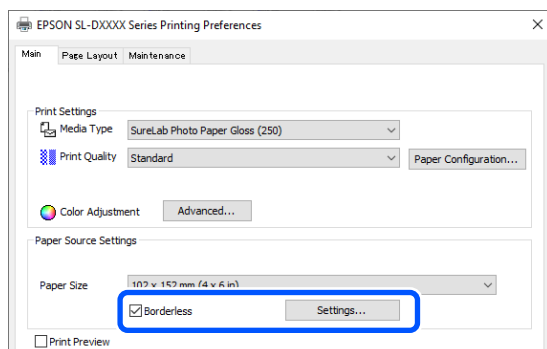 EPSON SL-DXXXX Series Printing Preferences
Main Page Layout Maintenance
Print Settings
Media Type SureLab Photo Paper Gloss (250)
Print Quality Standard Paper Configuration...
Color Adjustment Advanced...
Paper Source Settings
Paper Size 102 x 152 mm (4 x 6 in)
Borderless Settings...
Print Preview